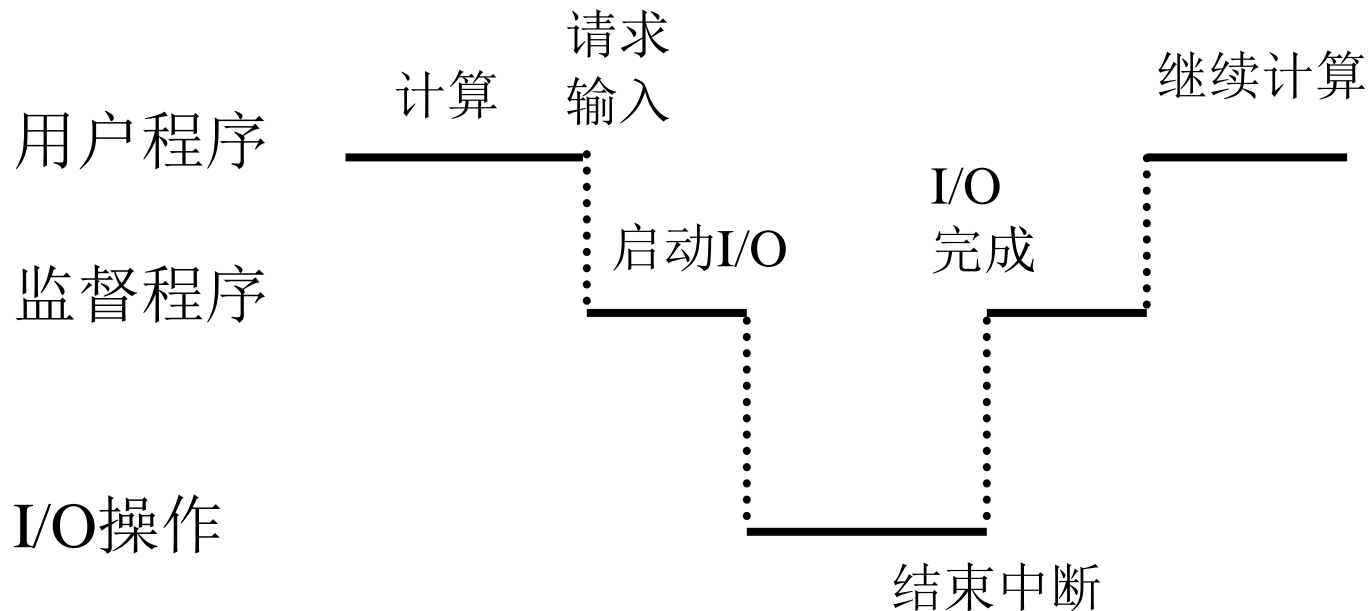 请求
输入
计算
继续计算
用户程序
I/O
完成
启动I/O
监督程序
I/O操作
结束中断